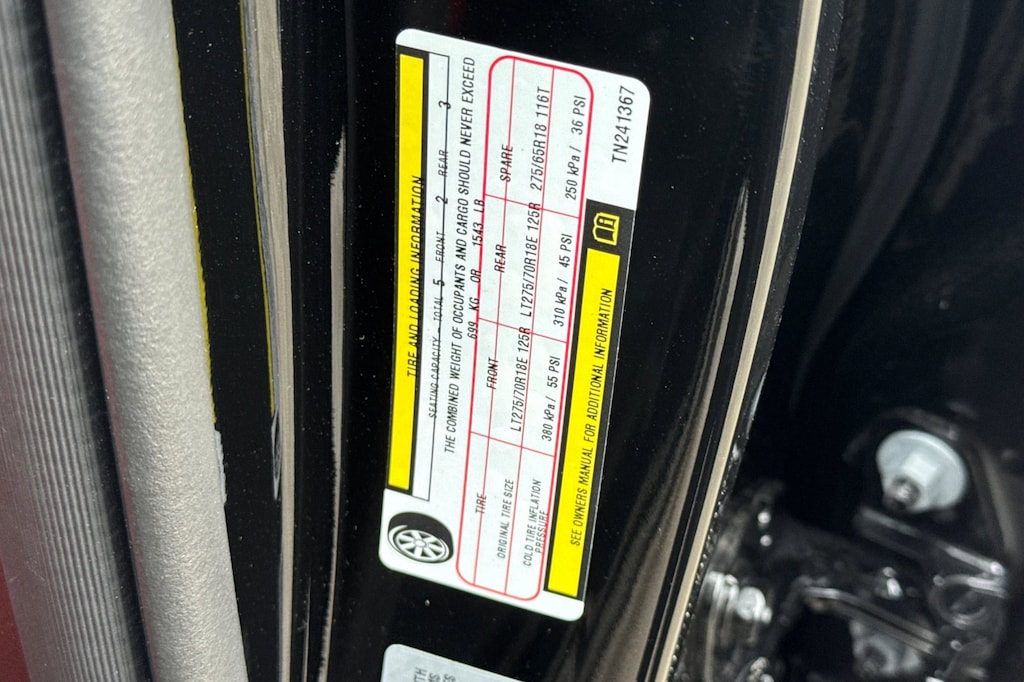 TIRE AND LOADING INFORMATION
SEATING CAPACITY - TOTAL 5 FRONT 2 REAR 3
THE COMBINED WEIGHT OF OCCUPANTS AND CARGO SHOULD NEVER EXCEED
699 KG OR 1543 LB
TIRE FRONT REAR SPARE
ORIGINAL TIRE SIZE LT275/70R18E 125R LT275/70R18E 125R 275/65R18 116T
COLD TIRE INFLATION
PRESSURE 380 kPa / 55 PSI 310 kPa / 45 PSI 250 kPa / 36 PSI
SEE OWNERS MANUAL FOR ADDITIONAL INFORMATION
TN241367